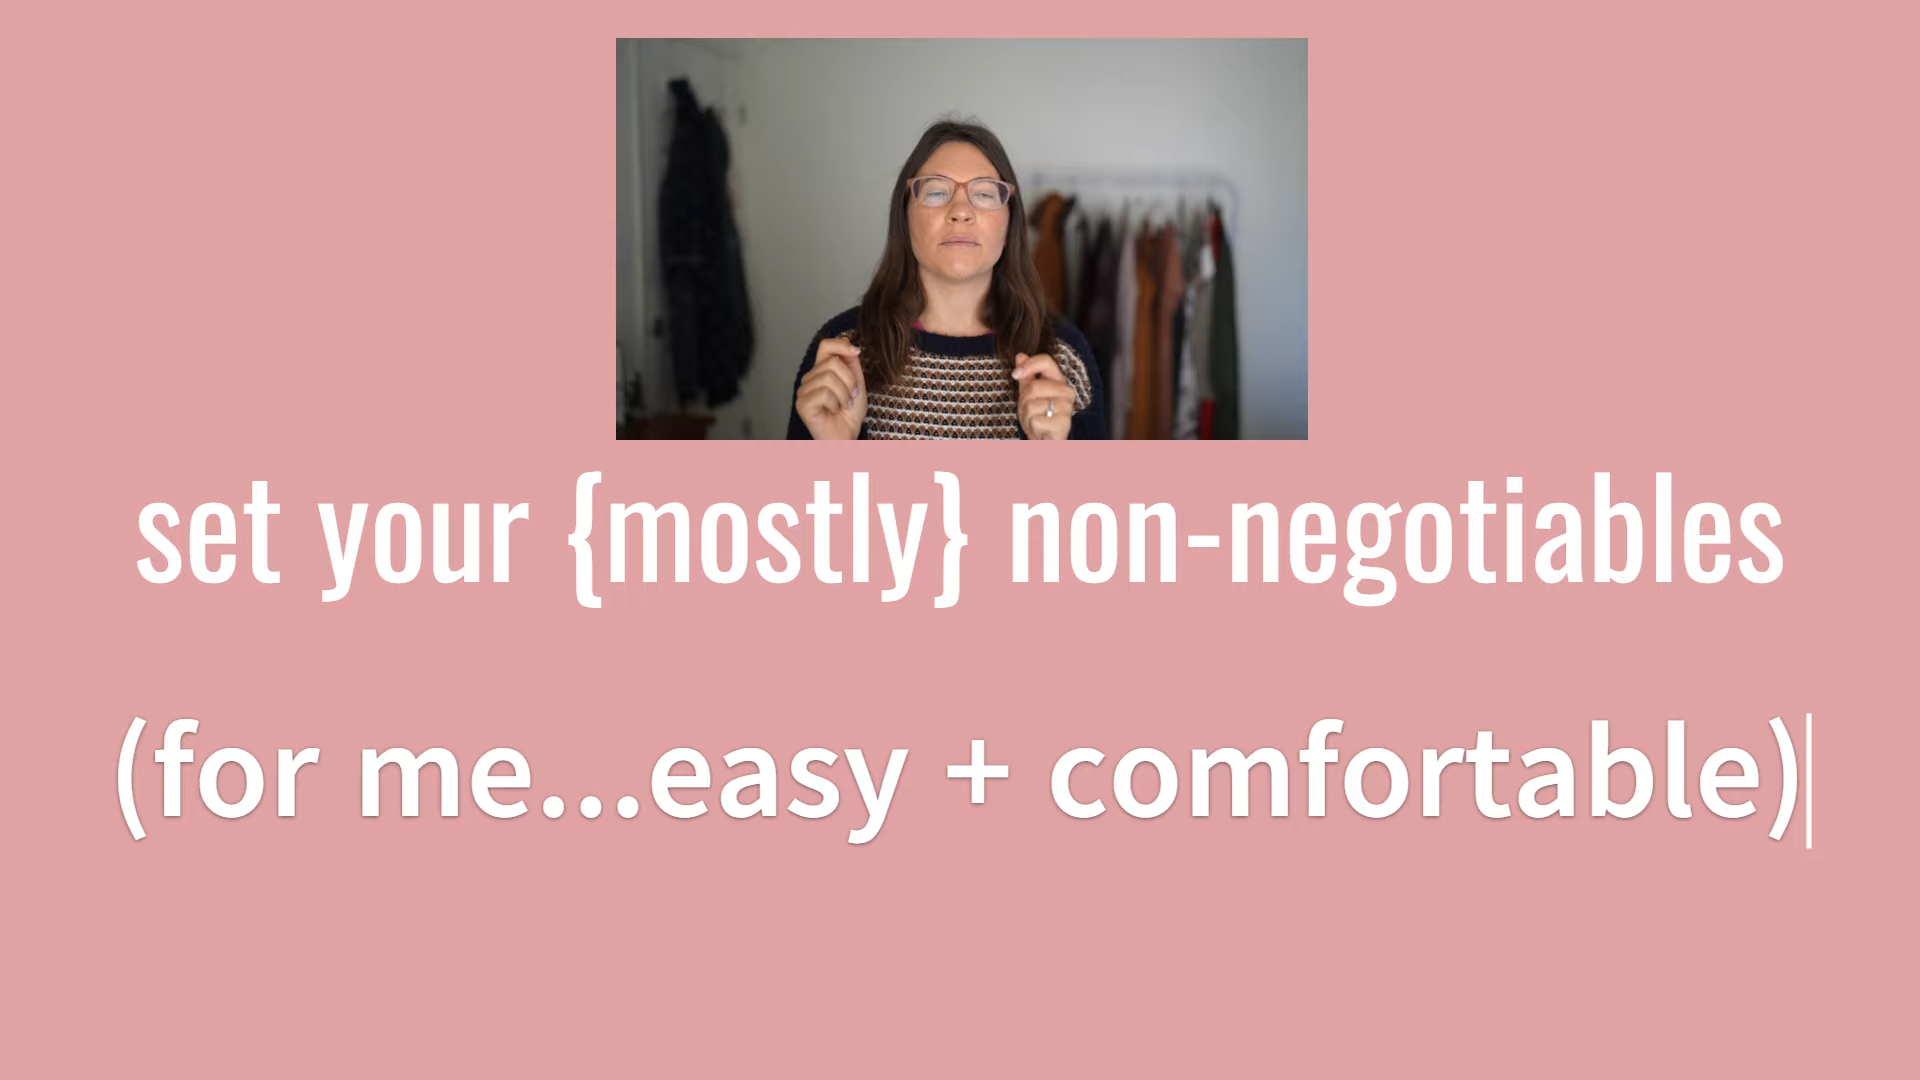 set your {mostly} non-negotiables
(for me...easy + comfortable)